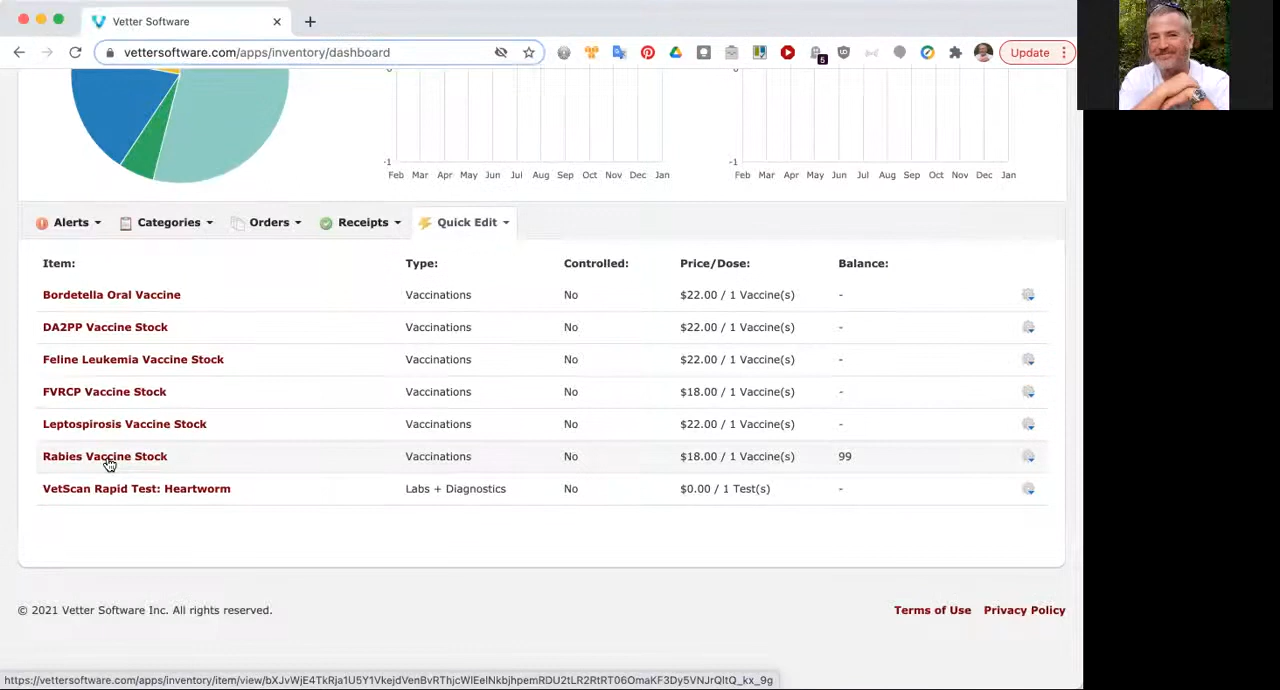 Vetter Software
vettersoftware.com/apps/inventory/dashboard
5
Update
0
0
-1
-1
Feb Mar Apr May Jun Jul Aug Sep Oct Nov Dec Jan
Feb Mar Apr May Jun Jul Aug Sep Oct Nov Dec Jan
Alerts Categories Orders Receipts Quick Edit
Item: Type: Controlled: Price/Dose: Balance:
Bordetella Oral Vaccine Vaccinations No $22.00 / 1 Vaccine(s) -
DA2PP Vaccine Stock Vaccinations No $22.00 / 1 Vaccine(s) -
Feline Leukemia Vaccine Stock Vaccinations No $22.00 / 1 Vaccine(s) -
FVRCP Vaccine Stock Vaccinations No $18.00 / 1 Vaccine(s) -
Leptospirosis Vaccine Stock Vaccinations No $22.00 / 1 Vaccine(s) -
Rabies Vaccine Stock Vaccinations No $18.00 / 1 Vaccine(s) 99
VetScan Rapid Test: Heartworm Labs + Diagnostics No $0.00 / 1 Test(s) -
© 2021 Vetter Software Inc. All rights reserved.
Terms of Use Privacy Policy